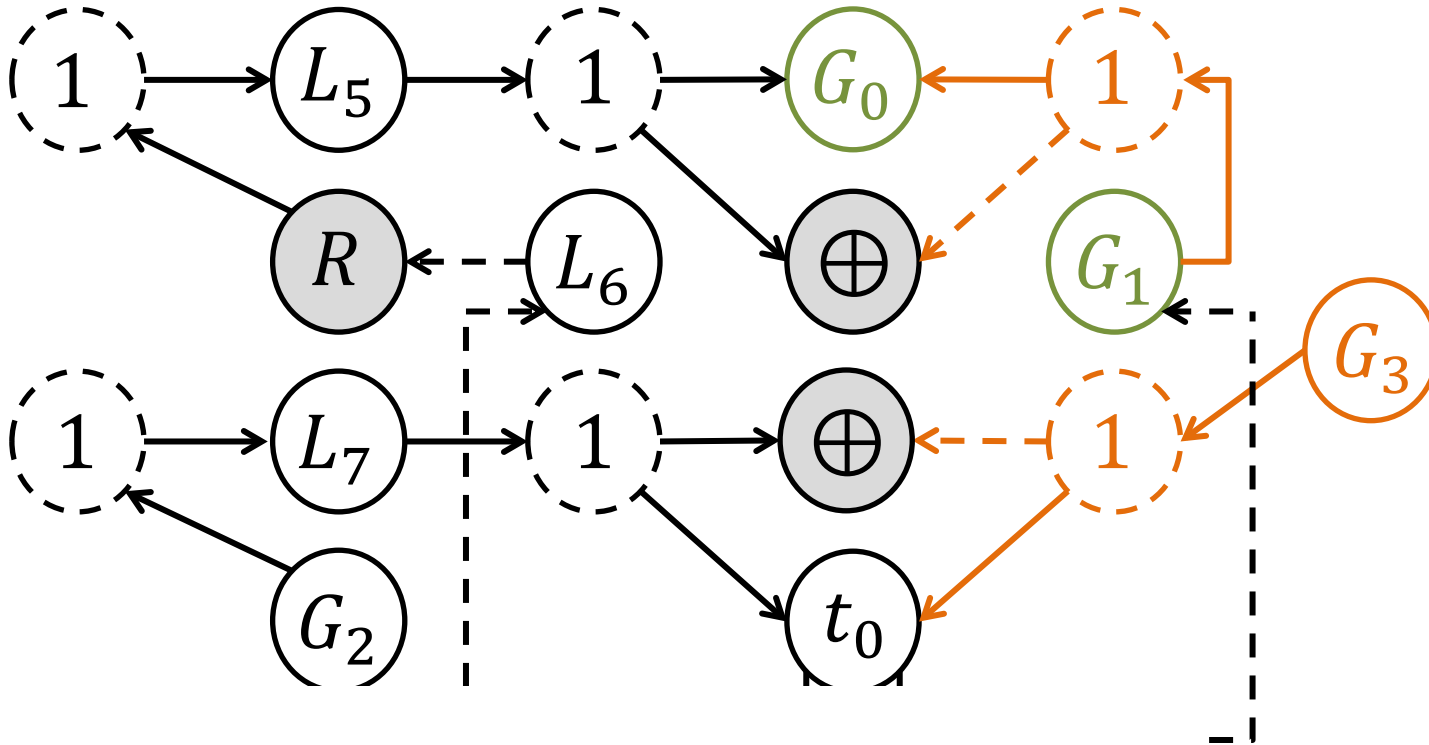 1 L₅ 1 G₀ 1
R L₆ ⊕ G₁
G₃
1 L₇ 1 ⊕ 1
G₂ t₀